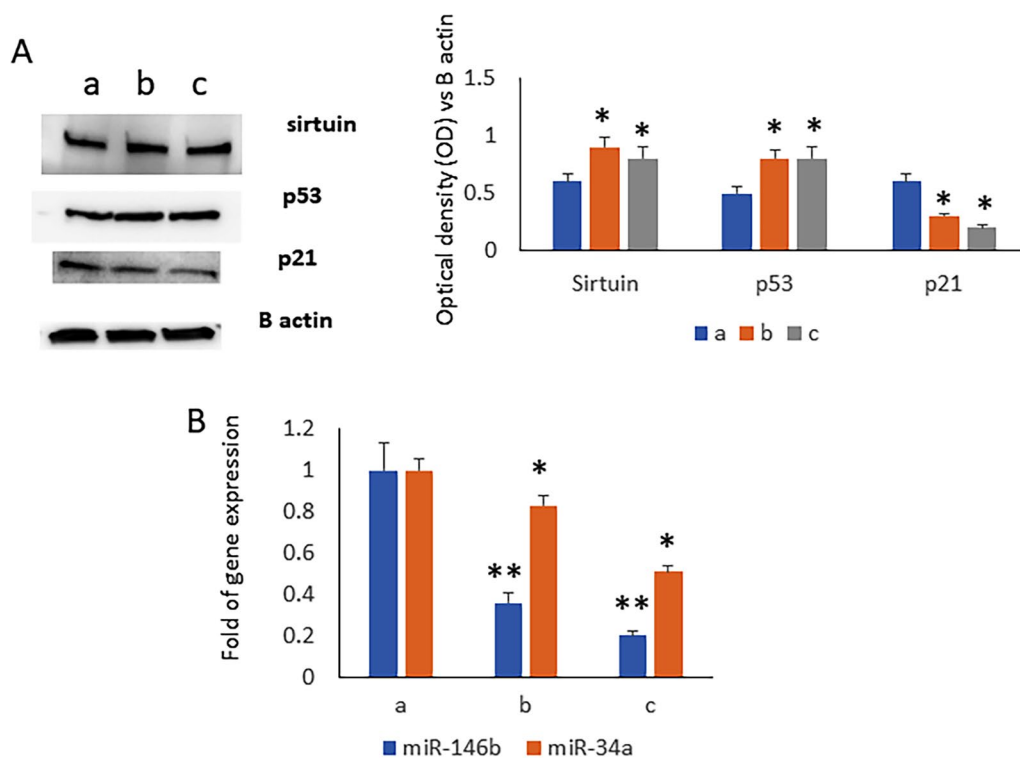 A
a b c
sirtuin
p53
p21
B actin
Optical density (OD) vs B actin
1.5
1
0.5
0
* *
* *
* *
Sirtuin p53 p21
a b c
B
Fold of gene expression
1.2
1
0.8
0.6
0.4
0.2
0
** *
** *
a b c
miR-146b miR-34a